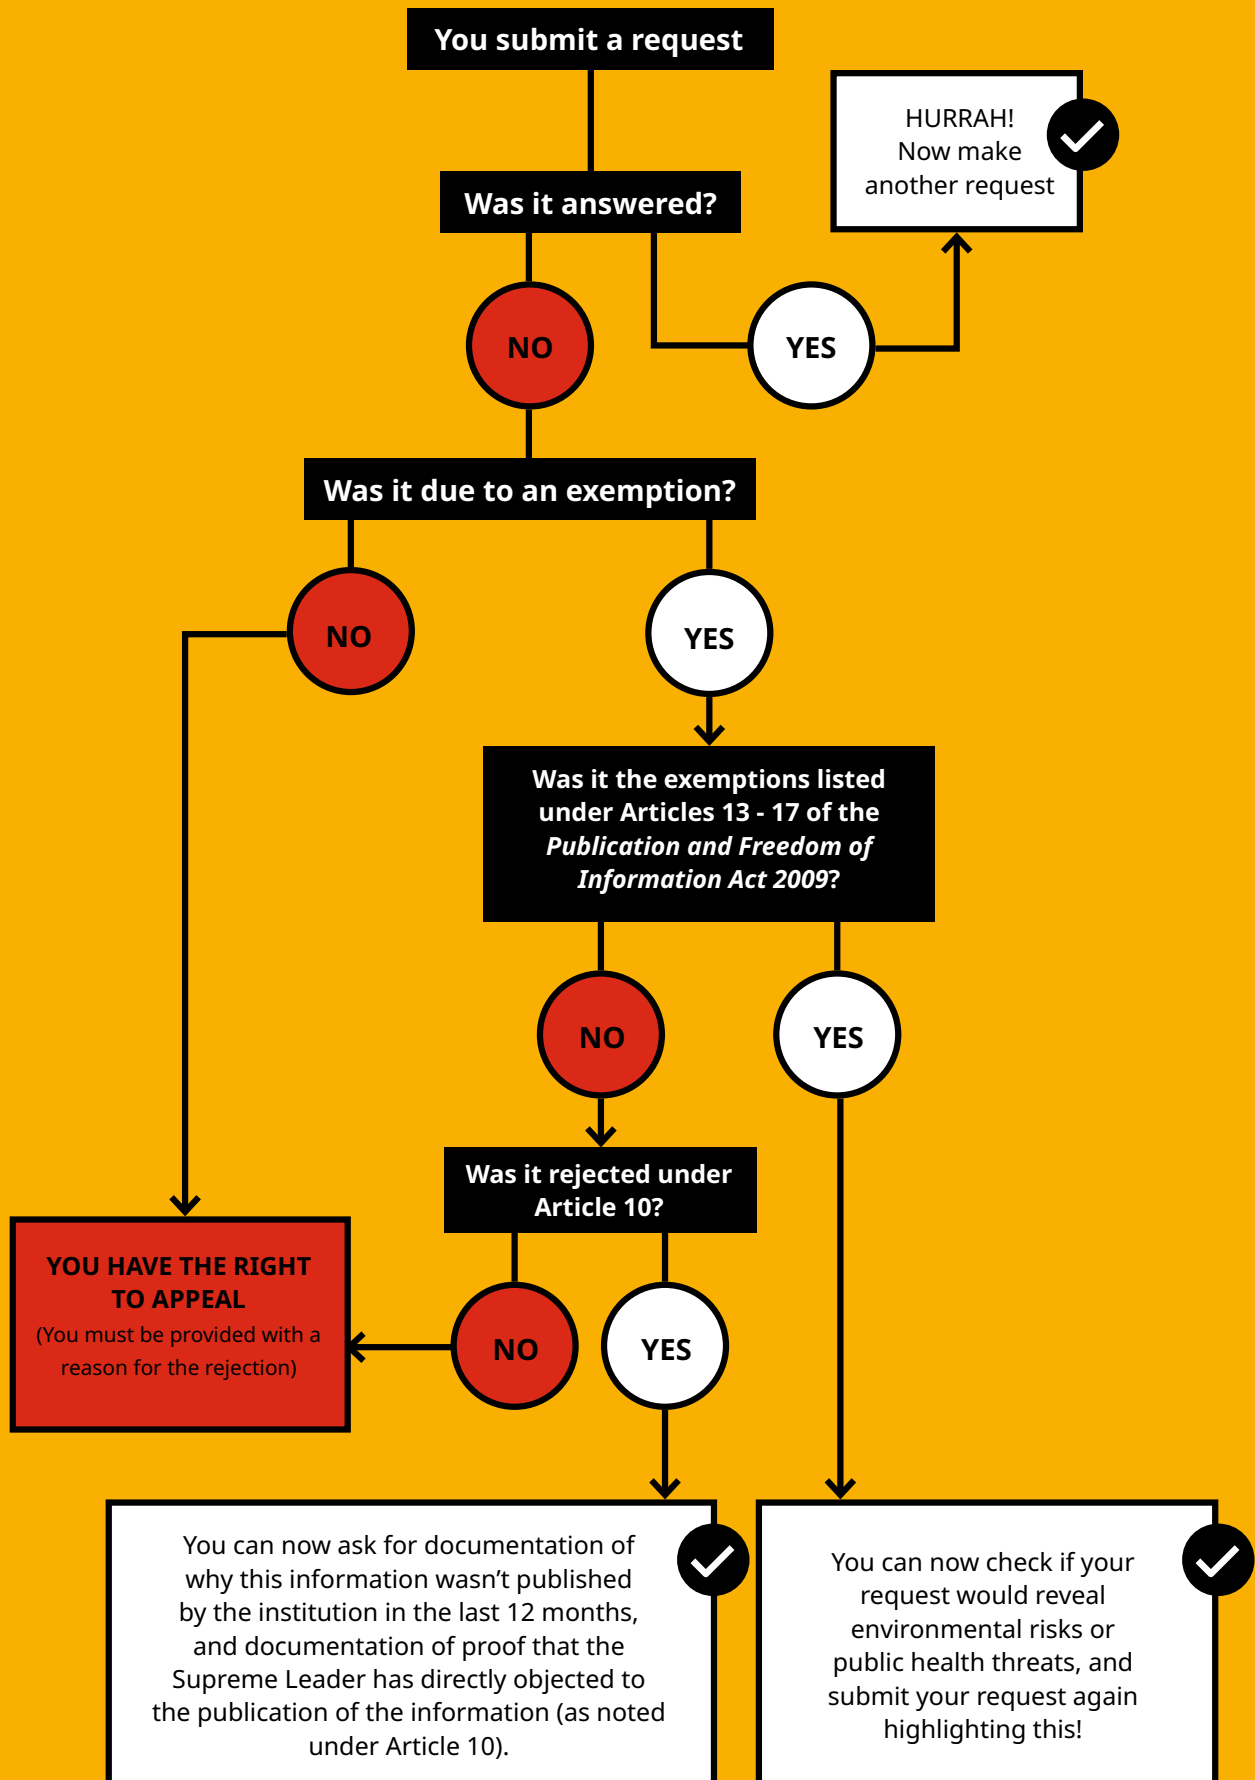 You submit a request
HURRAH!
Now make
another request
Was it answered?
NO
YES
Was it due to an exemption?
NO
YES
Was it the exemptions listed
under Articles 13 - 17 of the
Publication and Freedom of
Information Act 2009?
NO
YES
Was it rejected under
Article 10?
YOU HAVE THE RIGHT
TO APPEAL
(You must be provided with a
reason for the rejection)
NO
YES
You can now ask for documentation of
why this information wasn’t published
by the institution in the last 12 months,
and documentation of proof that the
Supreme Leader has directly objected to
the publication of the information (as noted
under Article 10).
You can now check if your
request would reveal
environmental risks or
public health threats, and
submit your request again
highlighting this!